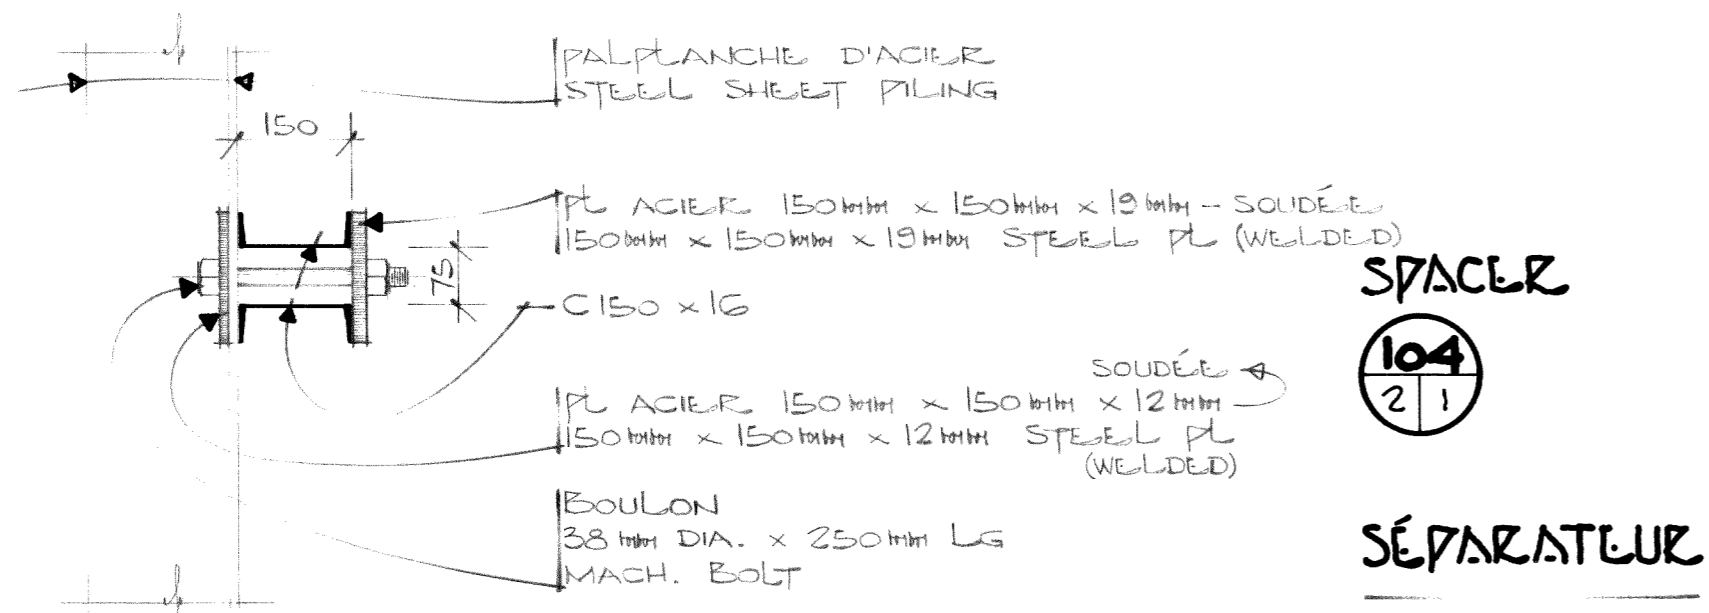 PALPLANCHE D'ACIER
STEEL SHEET PILING
150
PL ACIER 150mm x 150mm x 19mm - SOUDÉE
150mm x 150mm x 19mm STEEL PL (WELDED)
75
C150 x 16
SOUDÉE
PL ACIER 150mm x 150mm x 12mm
150mm x 150mm x 12mm STEEL PL
(WELDED)
BOULON
38mm DIA. x 250mm LG
MACH. BOLT
SPACER
104
2 1
SÉPARATEUR